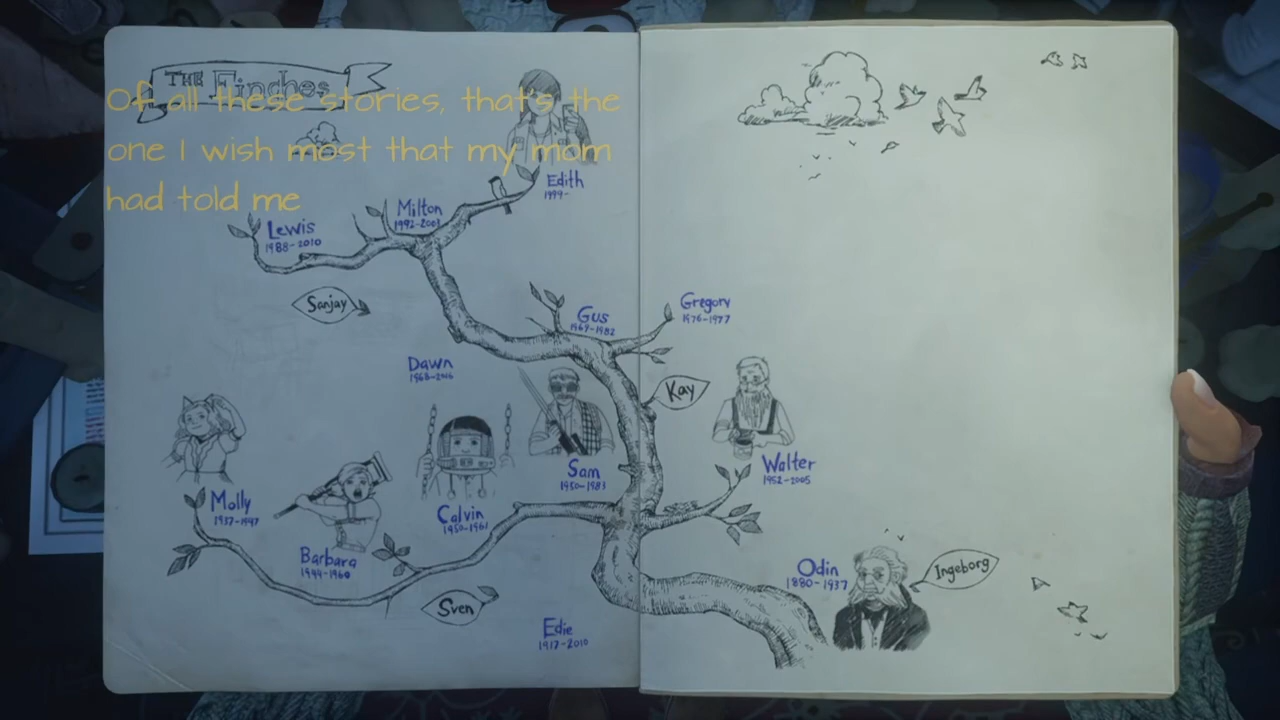 THE Finches
Of all these stories, that's the
one I wish most that my mom
had told me
Edith
1999-
Milton
1992-2003
Lewis
1988-2010
Sanjay
Gus
1969-1982
Gregory
1976-1977
Dawn
1968-2016
Kay
Sam
1950-1983
Walter
1952-2005
Molly
1937-1947
Calvin
1950-1961
Barbara
1944-1960
Odin
1880-1937
Ingeborg
Sven
Edie
1917-2010